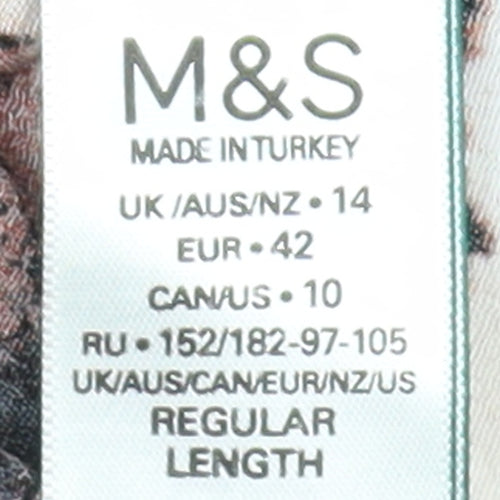 M&S
MADE IN TURKEY
UK/AUS/NZ • 14
EUR • 42
CAN/US • 10
RU • 152/182-97-105
UK/AUS/CAN/EUR/NZ/US
REGULAR
LENGTH